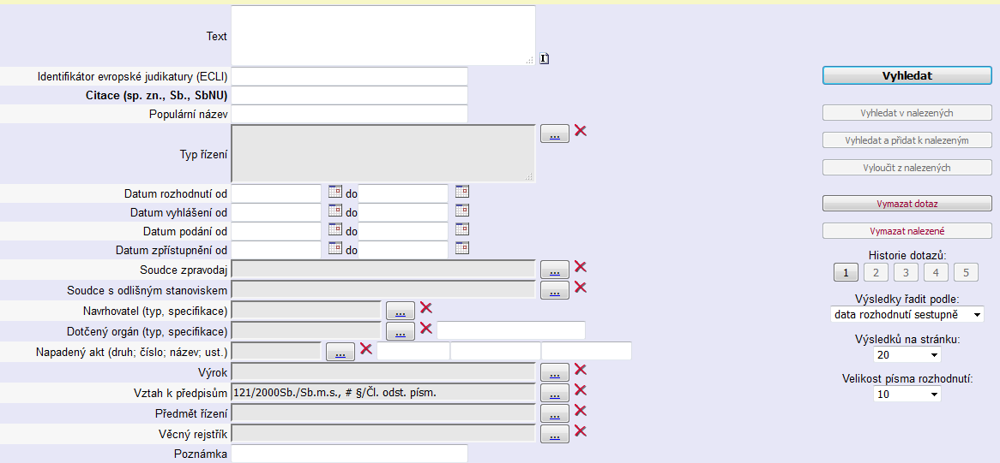 Text
Identifikátor evropské judikatury (ECLI)
Vyhledat
Citace (sp. zn., Sb., SbNU)
Populární název
Vyhledat v nalezených
Typ řízení
...
Vyhledat a přidat k nalezeným
Vyloučit z nalezených
Datum rozhodnutí od
do
Vymazat dotaz
Datum vyhlášení od
do
Datum podání od
do
Vymazat nalezené
Datum zpřístupnění od
do
Historie dotazů:
1 2 3 4 5
Soudce zpravodaj
...
Soudce s odlišným stanoviskem
...
Výsledky řadit podle:
data rozhodnutí sestupně
Navrhovatel (typ, specifikace)
...
Dotčený orgán (typ, specifikace)
...
Výsledků na stránku:
20
Napadený akt (druh; číslo; název; ust.)
...
Výrok
...
Velikost písma rozhodnutí:
10
Vztah k předpisům
121/2000Sb./Sb.m.s., # §/Čl. odst. písm.
...
Předmět řízení
...
Věcný rejstřík
...
Poznámka